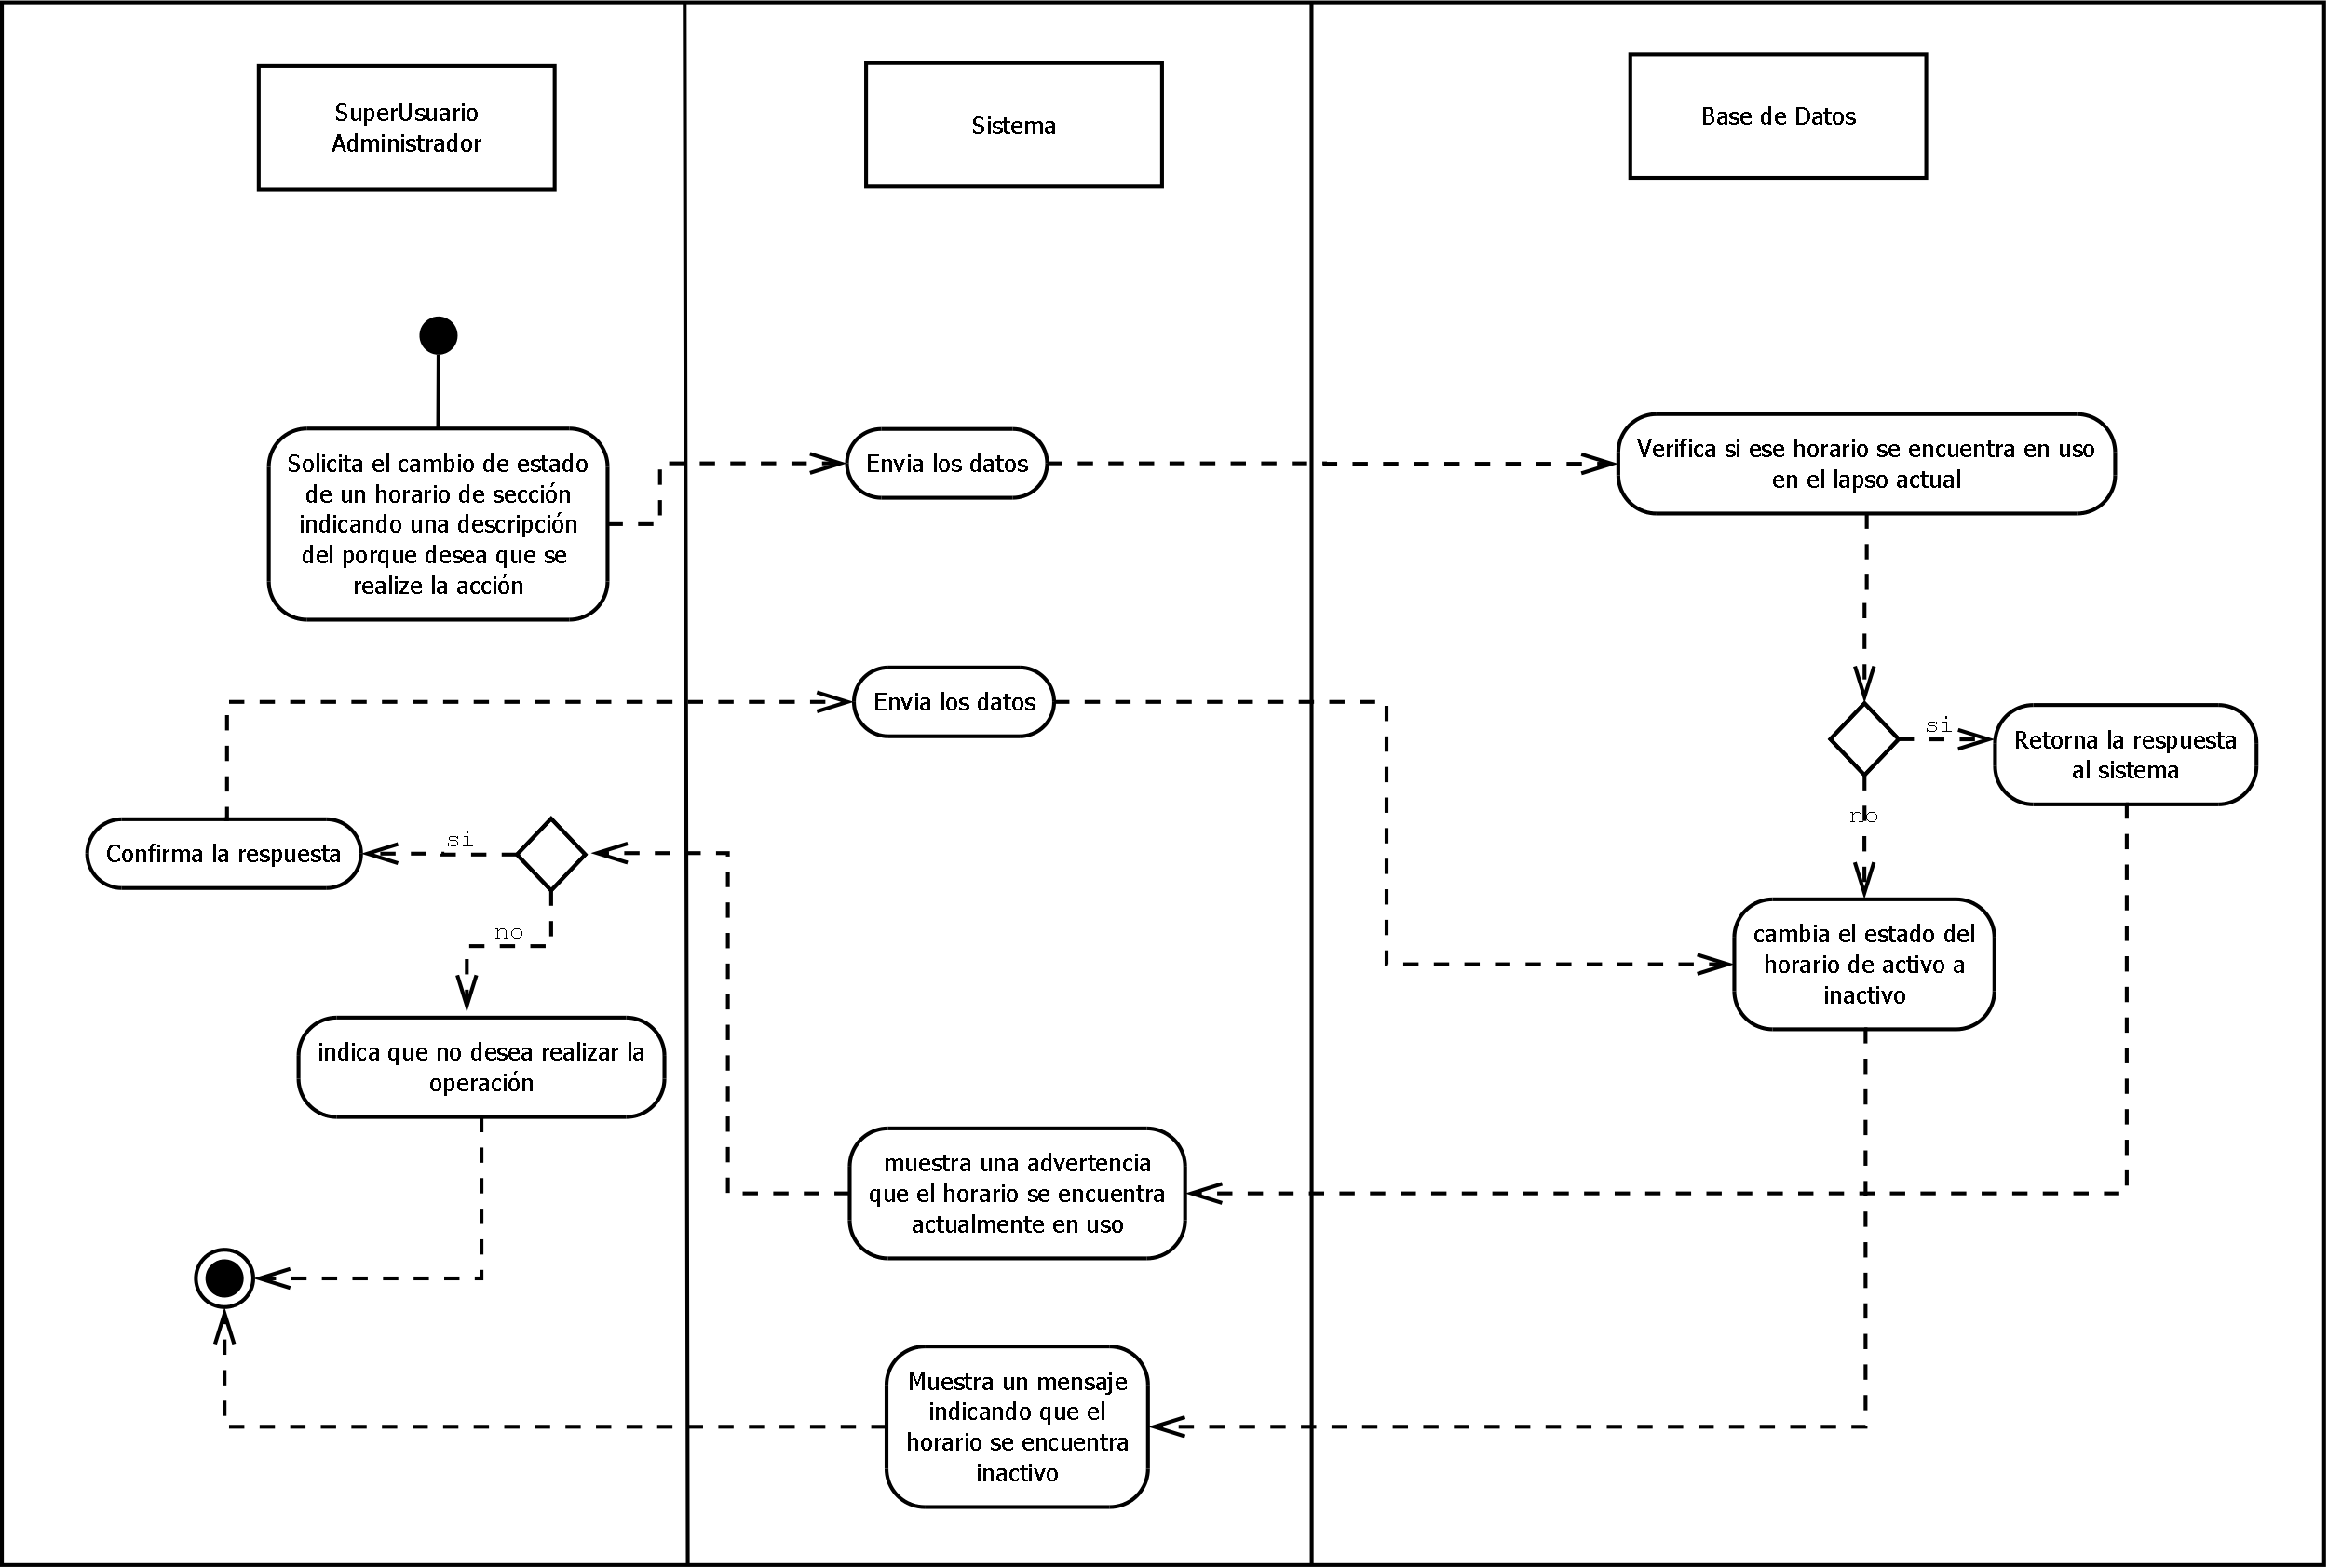 SuperUsuario
Administrador
Sistema
Base de Datos
Solicita el cambio de estado
de un horario de sección
indicando una descripción
del porque desea que se
realize la acción
Envia los datos
Verifica si ese horario se encuentra en uso
en el lapso actual
Envia los datos
si
Retorna la respuesta
al sistema
no
si
Confirma la respuesta
no
cambia el estado del
horario de activo a
inactivo
indica que no desea realizar la
operación
muestra una advertencia
que el horario se encuentra
actualmente en uso
Muestra un mensaje
indicando que el
horario se encuentra
inactivo